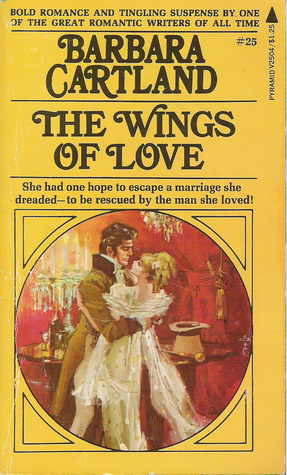 BOLD ROMANCE AND TINGLING SUSPENSE BY ONE
OF THE GREAT ROMANTIC WRITERS OF ALL TIME
BARBARA
CARTLAND
#25
PYRAMID V2504/$1.25
THE WINGS
OF LOVE
She had one hope to escape a marriage she
dreaded—to be rescued by the man she loved!